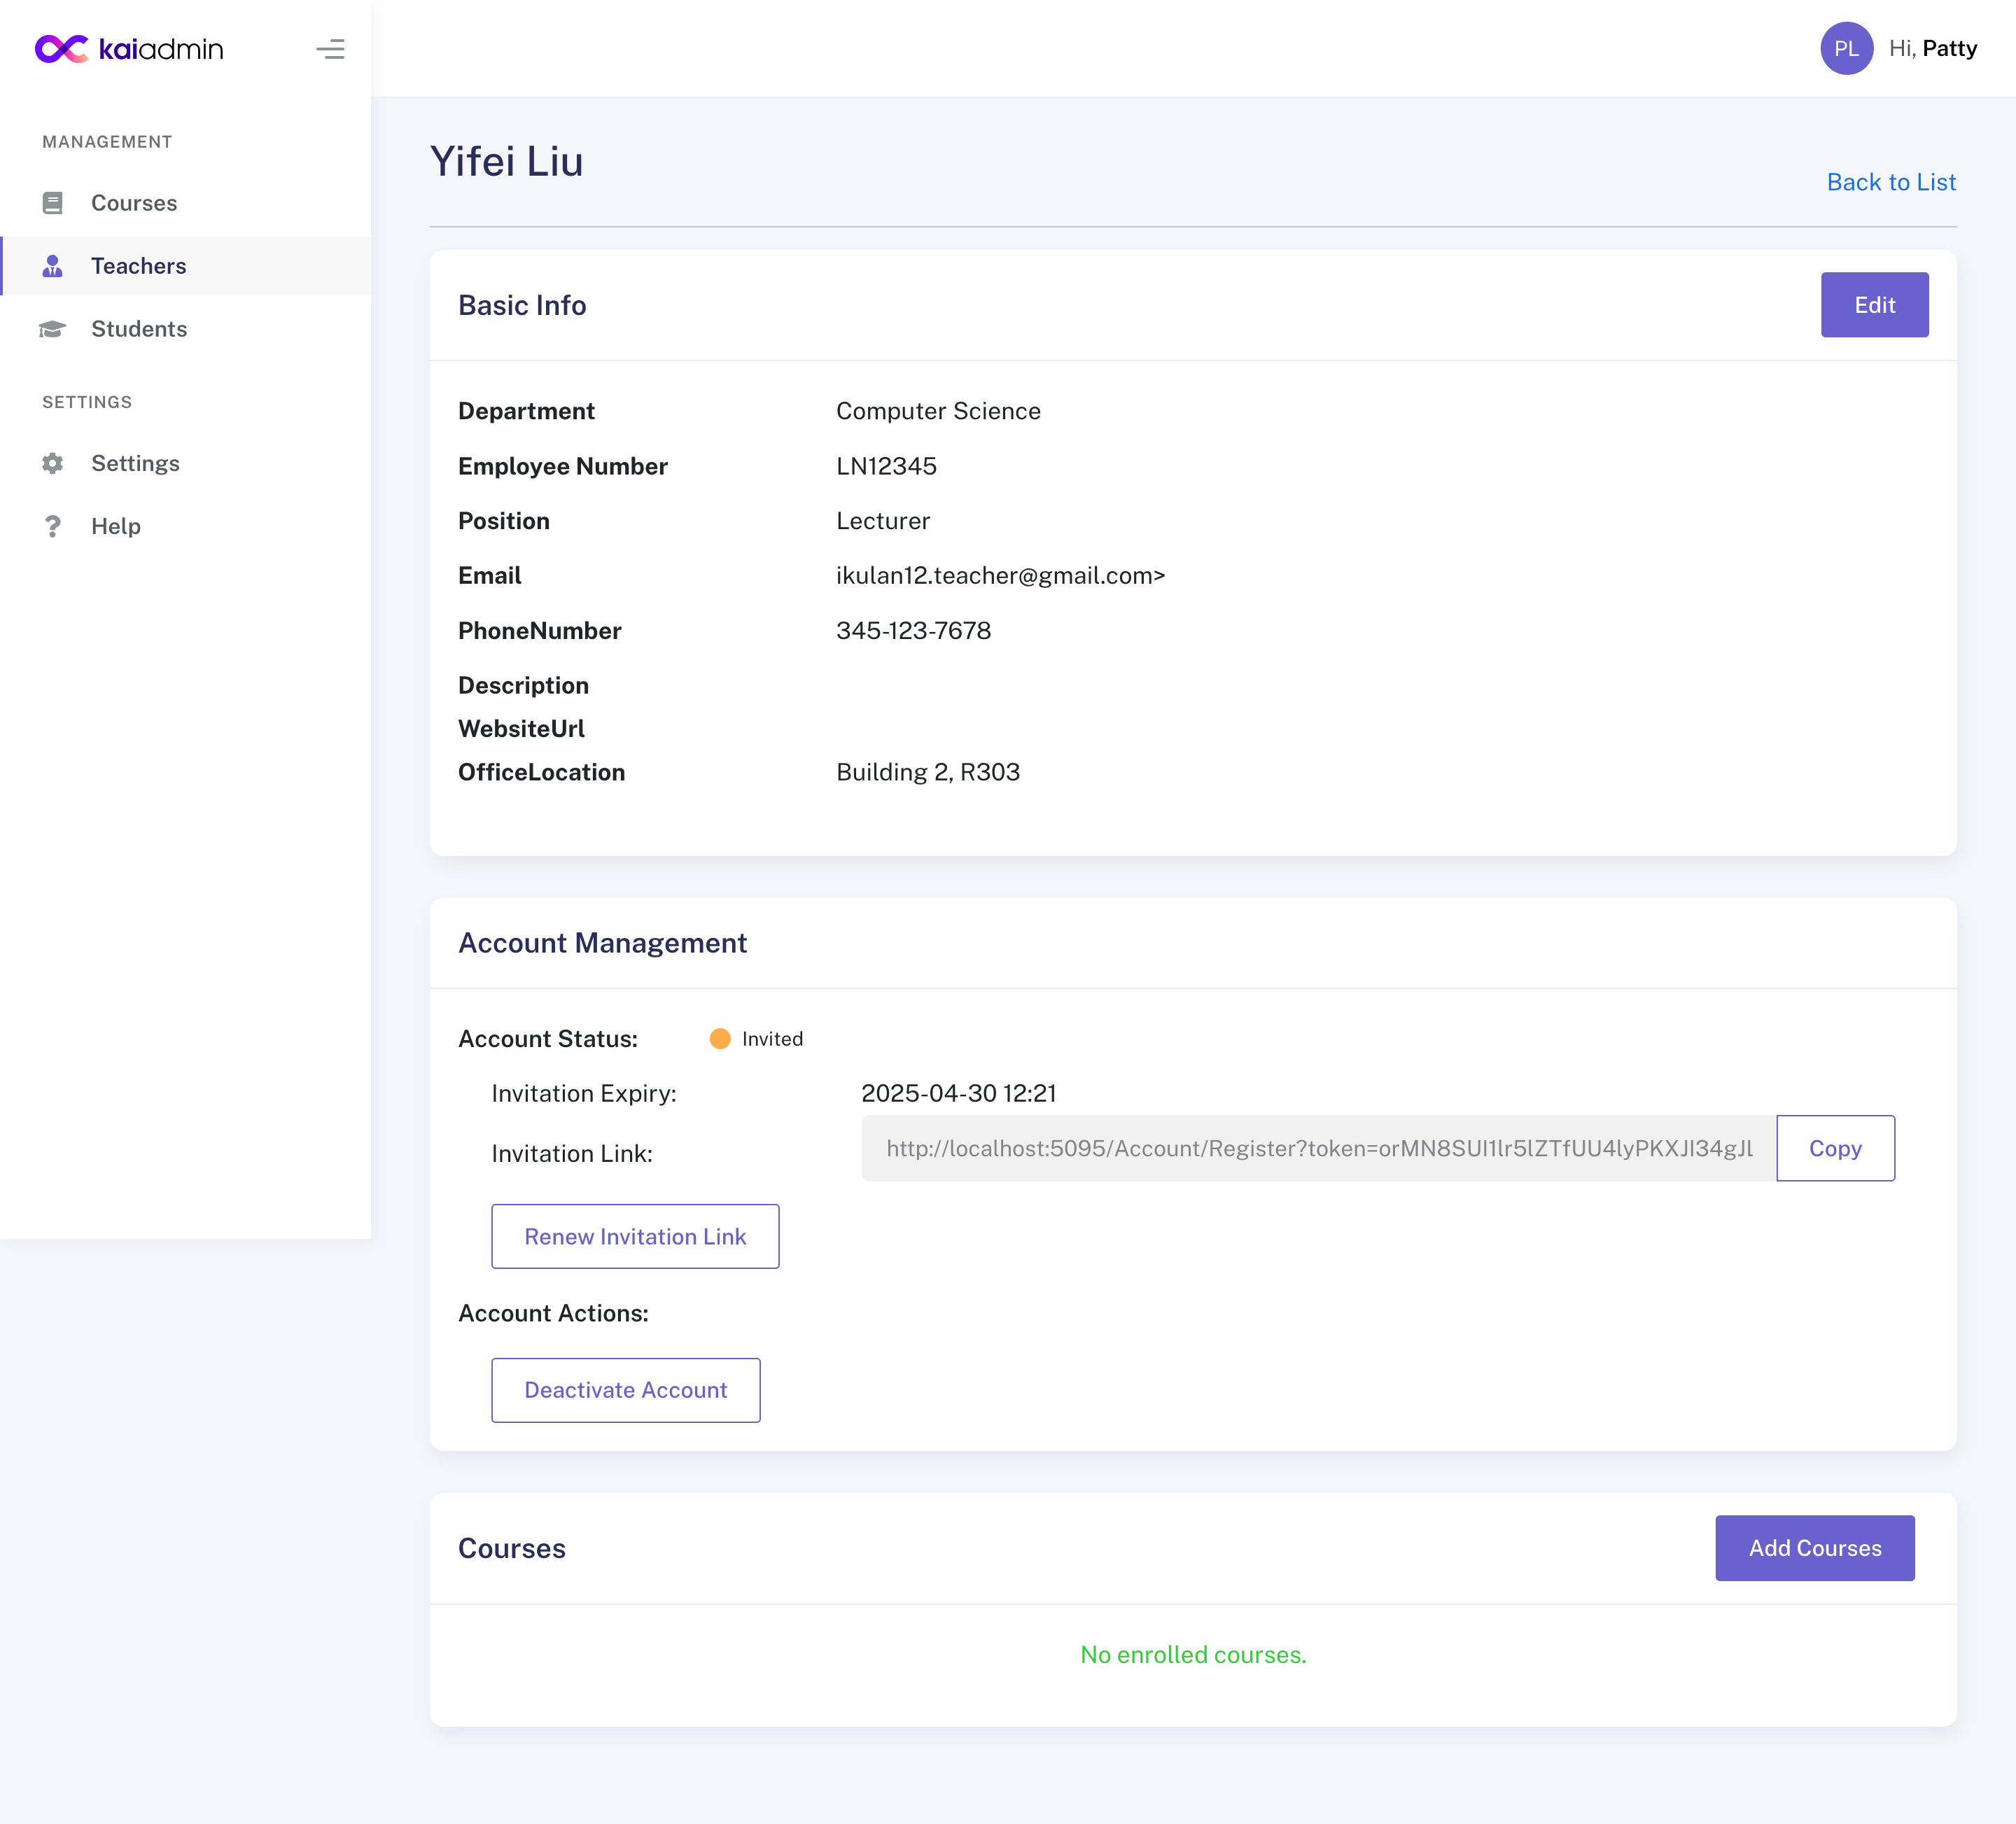 kaiadmin
PL Hi, Patty
MANAGEMENT
Courses
Teachers
Students
SETTINGS
Settings
Help
Yifei Liu
Back to List
Basic Info
Edit
Department Computer Science
Employee Number LN12345
Position Lecturer
Email ikulan12.teacher@gmail.com>
PhoneNumber 345-123-7678
Description
WebsiteUrl
OfficeLocation Building 2, R303
Account Management
Account Status: Invited
Invitation Expiry: 2025-04-30 12:21
Invitation Link: http://localhost:5095/Account/Register?token=orMN8SUI1lr5lZTfUU4lyPKXJI34gJl
Copy
Renew Invitation Link
Account Actions:
Deactivate Account
Courses
Add Courses
No enrolled courses.